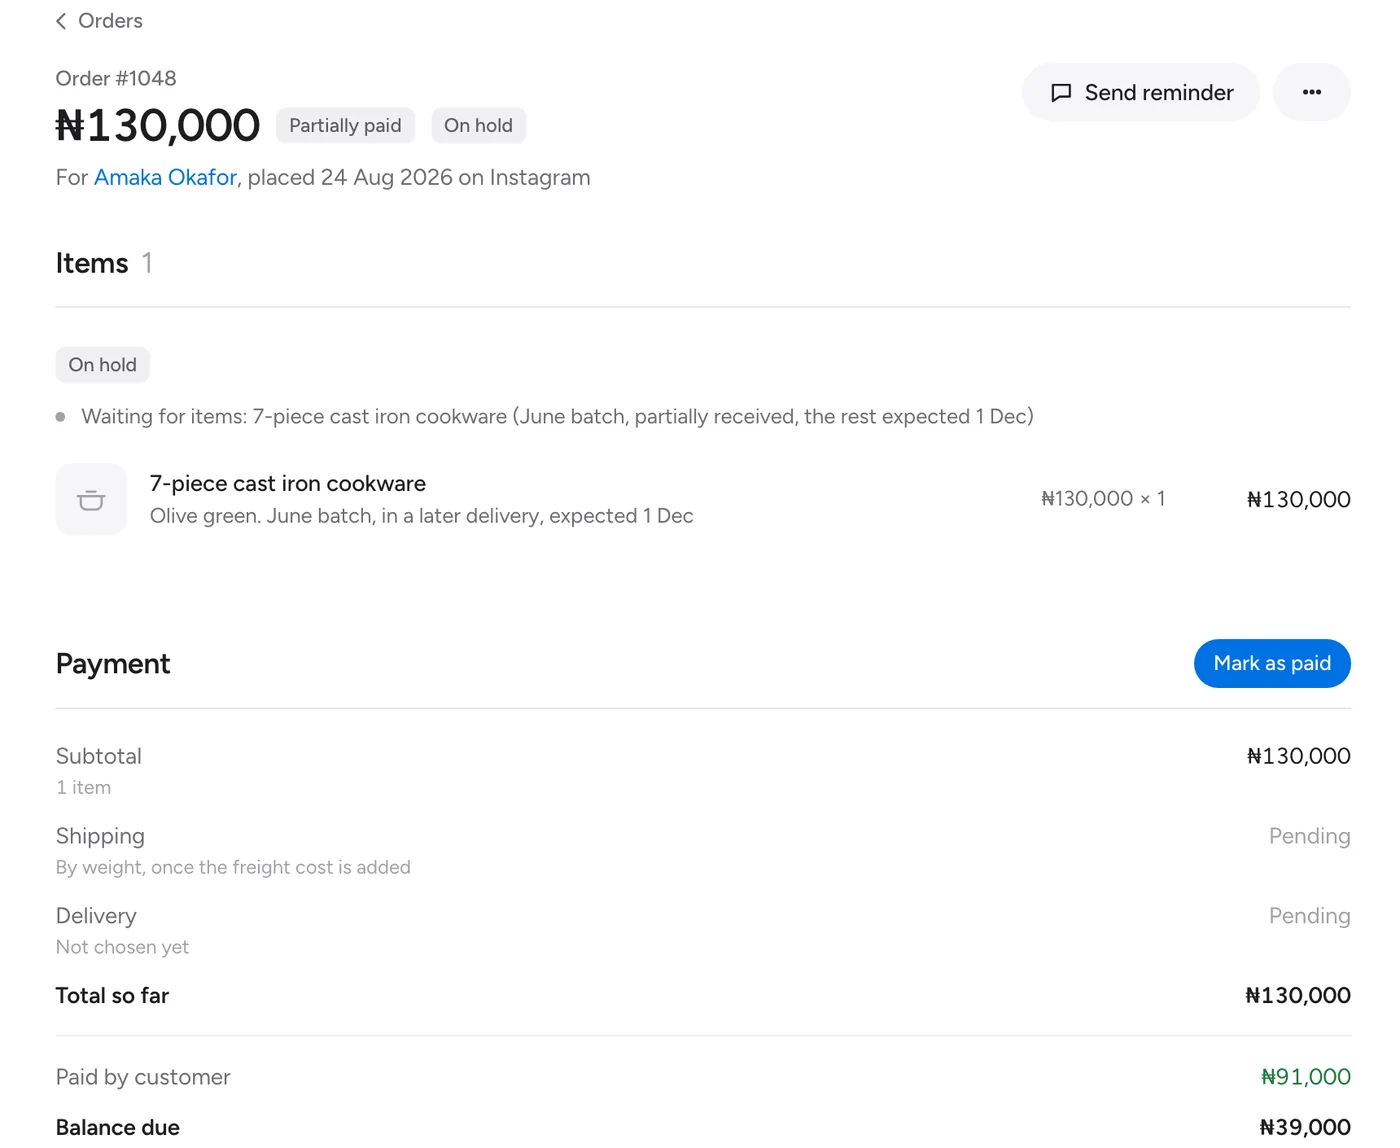 Orders
Order #1048
Send reminder
₦130,000 Partially paid On hold
For Amaka Okafor, placed 24 Aug 2026 on Instagram
Items 1
On hold
Waiting for items: 7-piece cast iron cookware (June batch, partially received, the rest expected 1 Dec)
7-piece cast iron cookware
Olive green. June batch, in a later delivery, expected 1 Dec
₦130,000 × 1 ₦130,000
Payment Mark as paid
Subtotal ₦130,000
1 item
Shipping Pending
By weight, once the freight cost is added
Delivery Pending
Not chosen yet
Total so far ₦130,000
Paid by customer ₦91,000
Balance due ₦39,000